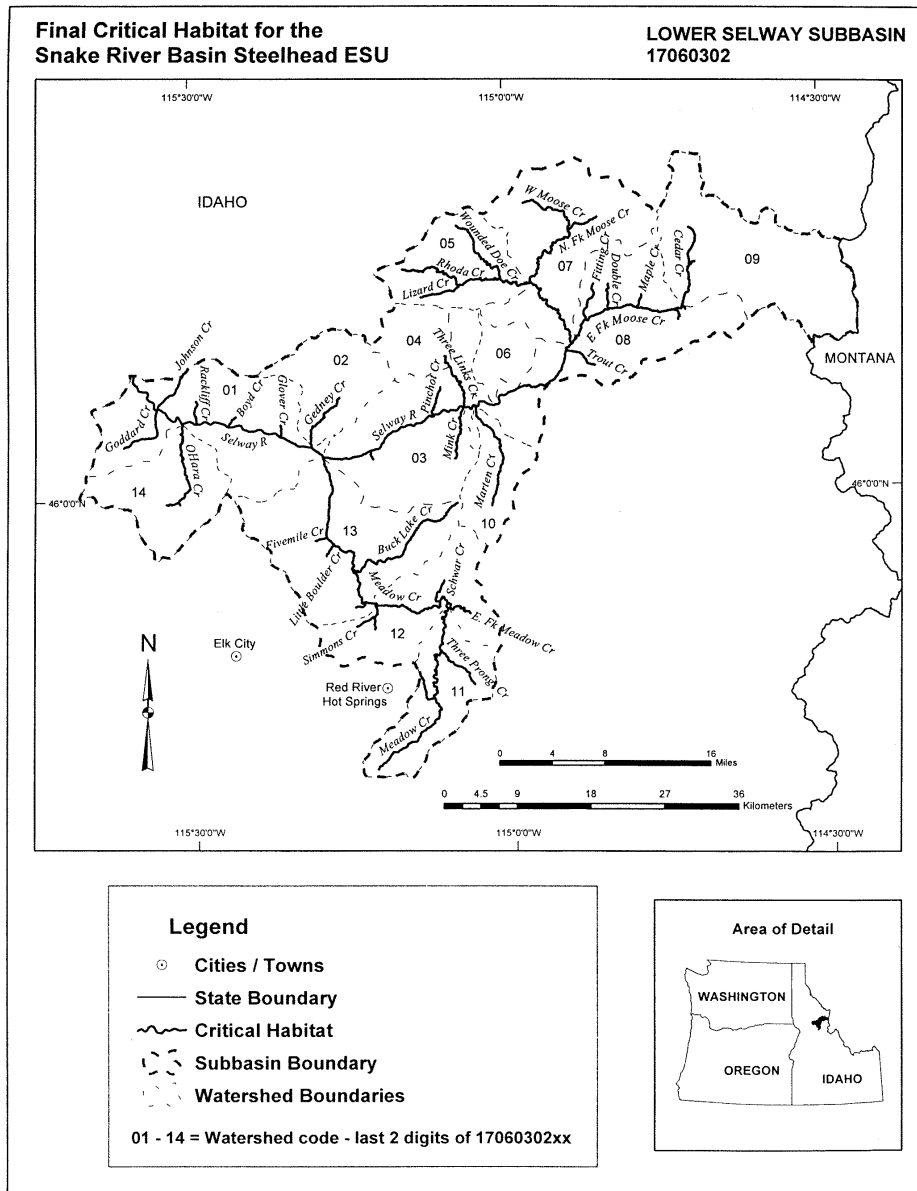 Final Critical Habitat for the
Snake River Basin Steelhead ESU
LOWER SELWAY SUBBASIN
17060302
115°30'0"W
115°0'0"W
114°30'0"W
IDAHO
W Moose Cr
N. Fk Moose Cr
Wounded Doe Cr
05
Rhoda Cr
Lizard Cr
07
Fitting Cr
Double Cr
Maple Cr
Cedar Cr
09
E Fk Moose Cr
08
Trout Cr
MONTANA
Johnson Cr
02
04
Three Links Cr
06
Rackliff Cr
01
Boyd Cr
Glover Cr
Gedney Cr
Pinchot Cr
Goddard Cr
Selway R
Selway R
OHara Cr
03
Mink Cr
Marten Cr
14
46°0'0"N
46°0'0"N
10
Fivemile Cr
13
Buck Lake Cr
Little Boulder Cr
Meadow Cr
Schwar Cr
E. Fk Meadow Cr
Simmons Cr
12
Elk City
N
Three Prong Cr
Red River
Hot Springs
11
Meadow Cr
0 4 8 16
Miles
0 4.5 9 18 27 36
Kilometers
115°30'0"W
115°0'0"W
114°30'0"W
Legend
Cities / Towns
State Boundary
Critical Habitat
Subbasin Boundary
Watershed Boundaries
01 - 14 = Watershed code - last 2 digits of 17060302xx
Area of Detail
WASHINGTON
OREGON
IDAHO